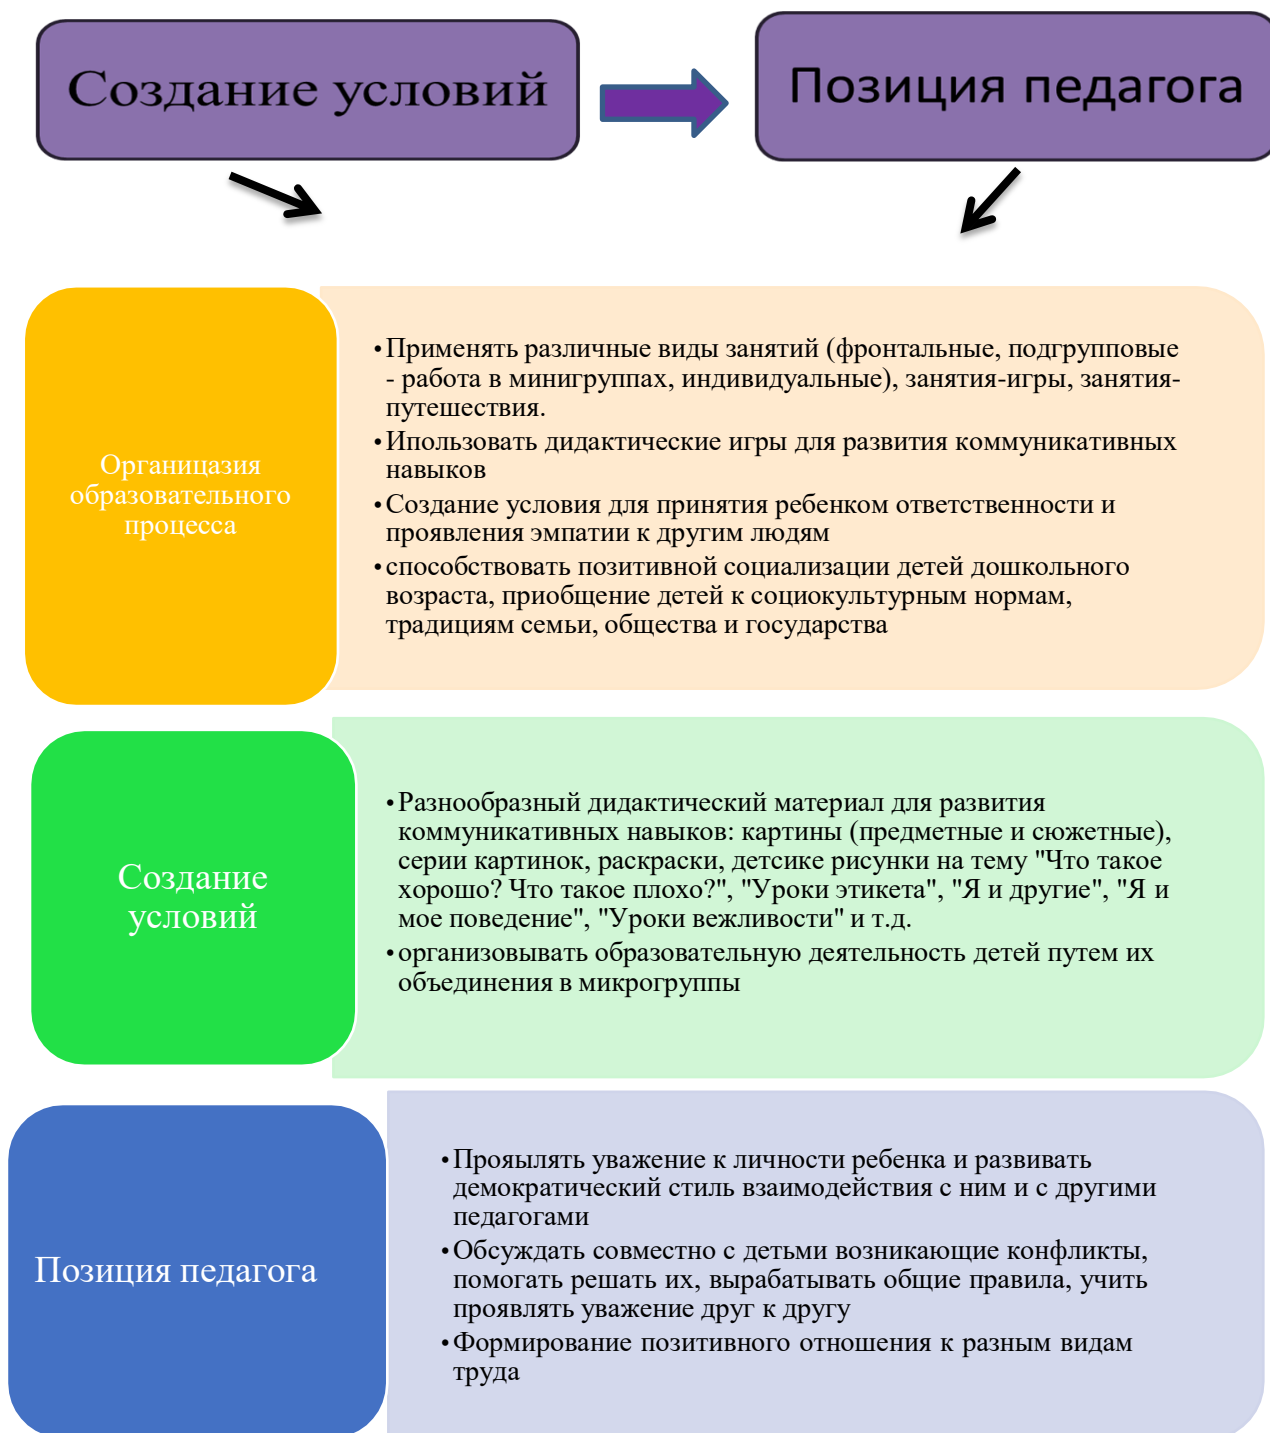 Создание условий
Позиция педагога
Органицазия
образовательного
процесса
•Применять различные виды занятий (фронтальные, подгрупповые
- работа в минигруппах, индивидуальные), занятия-игры, занятия-
путешествия.
•Ипользовать дидактические игры для развития коммуникативных
навыков
•Создание условия для принятия ребенком ответственности и
проявления эмпатии к другим людям
•способствовать позитивной социализации детей дошкольного
возраста, приобщение детей к социокультурным нормам,
традициям семьи, общества и государства
Создание
условий
•Разнообразный дидактический материал для развития
коммуникативных навыков: картины (предметные и сюжетные),
серии картинок, раскраски, детсике рисунки на тему "Что такое
хорошо? Что такое плохо?", "Уроки этикета", "Я и другие", "Я и
мое поведение", "Уроки вежливости" и т.д.
•организовывать образовательную деятельность детей путем их
объединения в микрогруппы
Позиция педагога
•Прояылять уважение к личности ребенка и развивать
демократический стиль взаимодействия с ним и с другими
педагогами
•Обсуждать совместно с детьми возникающие конфликты,
помогать решать их, вырабатывать общие правила, учить
проявлять уважение друг к другу
•Формирование позитивного отношения к разным видам
труда